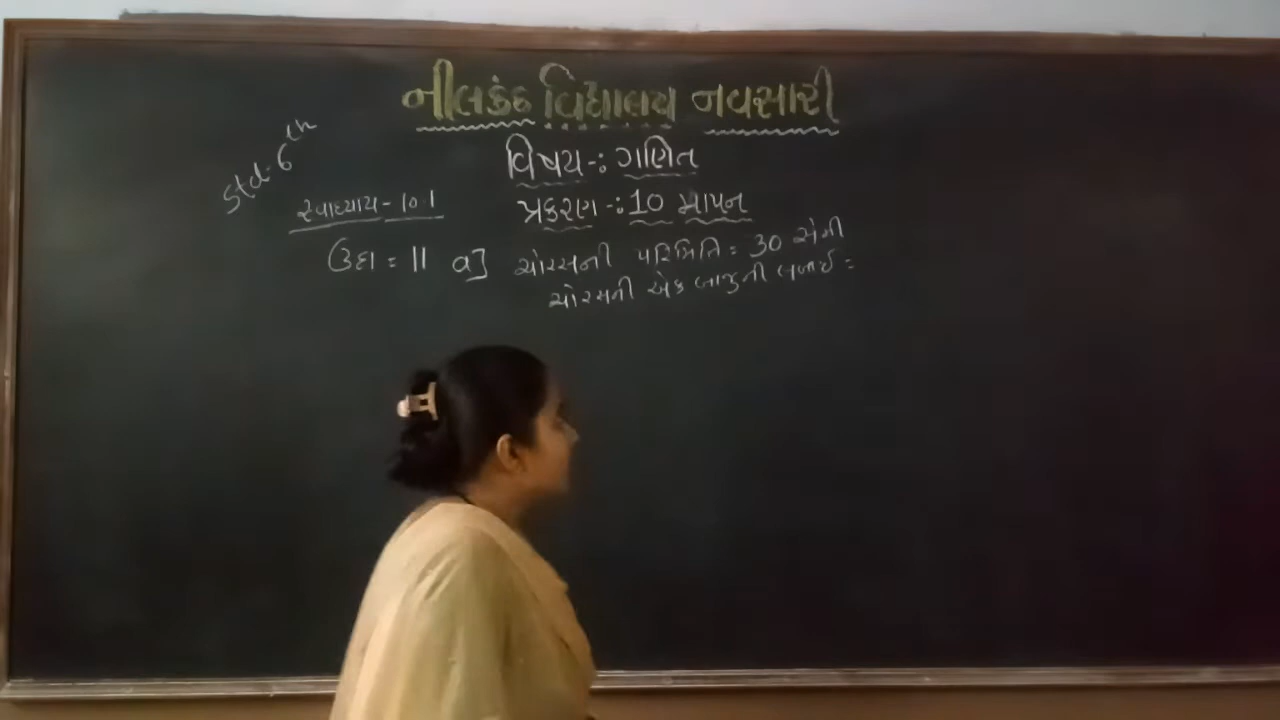 નીલકંઠ વિદ્યાલય નવસારી
Std:6th
વિષય-: ગણિત
સ્વાધ્યાય-10.1
પ્રકરણ-:10 માપન
ઉદા = 11 a] ચોરસની પરિમિતિ = 30 સેમી
ચોરસની એક બાજુની લંબાઈ =